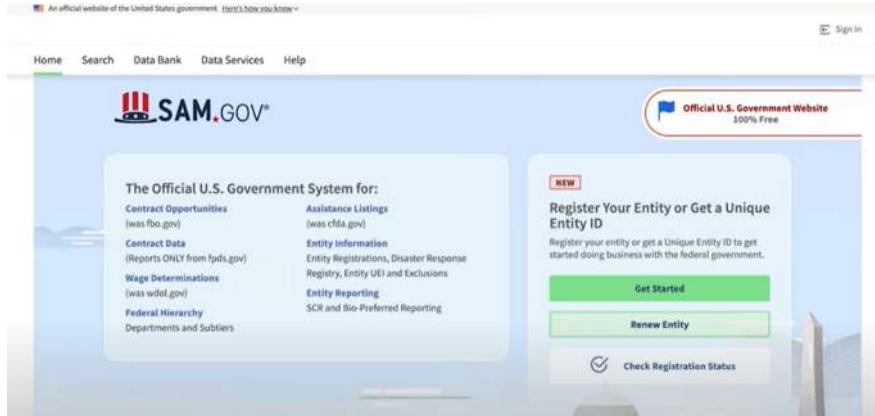 An official website of the United States government Here's how you know
Sign In
Home Search Data Bank Data Services Help
SAM.GOV®
Official U.S. Government Website
100% Free
The Official U.S. Government System for:
Contract Opportunities
(was fbo.gov)
Contract Data
(Reports ONLY from fpds.gov)
Wage Determinations
(was wdol.gov)
Federal Hierarchy
Departments and Subtiers
Assistance Listings
(was cfda.gov)
Entity Information
Entity Registrations, Disaster Response
Registry, Entity UEI and Exclusions
Entity Reporting
SCR and Bio-Preferred Reporting
NEW
Register Your Entity or Get a Unique
Entity ID
Register your entity or get a Unique Entity ID to get
started doing business with the federal government.
Get Started
Renew Entity
Check Registration Status